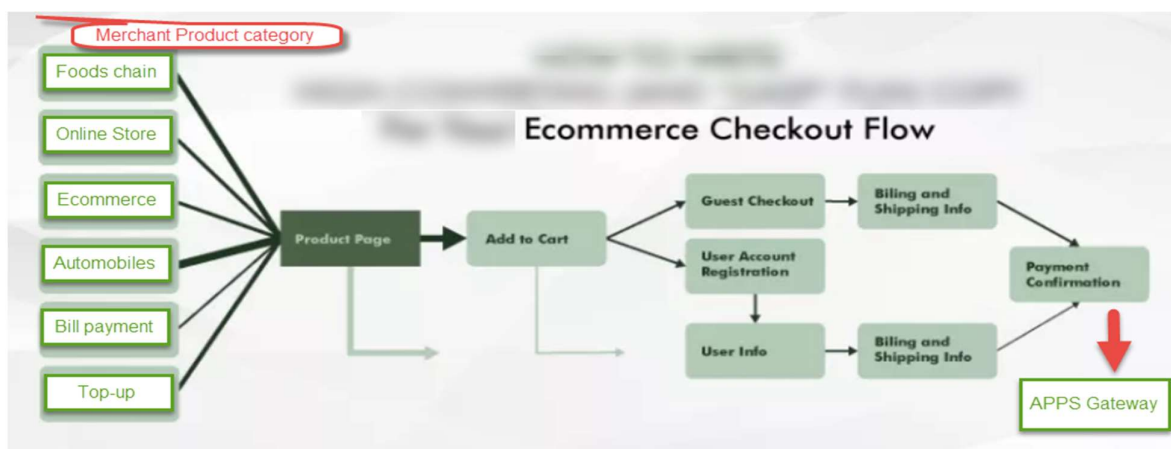 Merchant Product category
Foods chain
Online Store
Ecommerce
Automobiles
Bill payment
Top-up
Ecommerce Checkout Flow
Product Page
Add to Cart
Guest Checkout
Biling and
Shipping Info
User Account
Registration
User Info
Biling and
Shipping Info
Payment
Confirmation
APPS Gateway